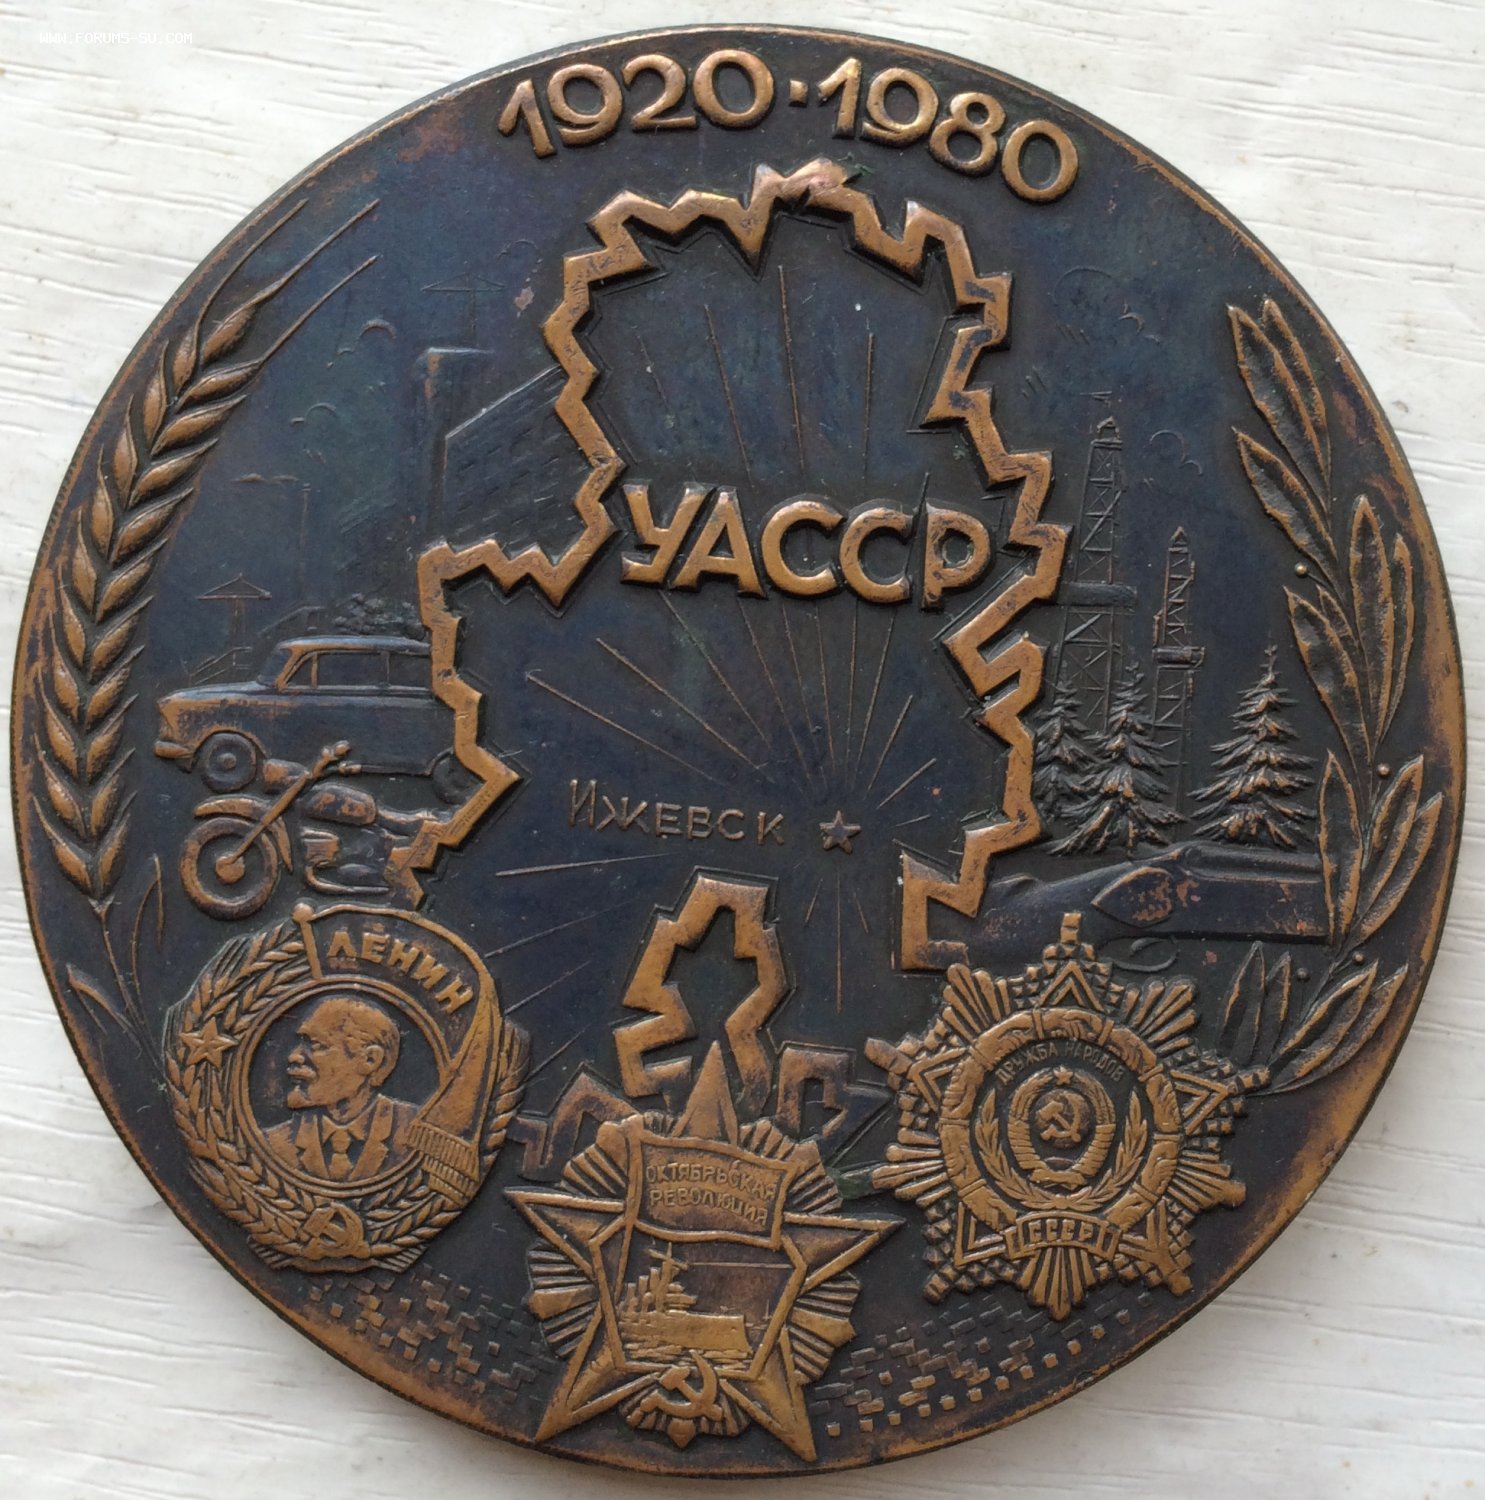 WWW.FORUMS-SU.COM
1920·1980
УАССР
ИЖЕВСК
ЛЕНИН
ДРУЖБА НАРОДОВ
ОКТЯБРЬСКАЯ
РЕВОЛЮЦИЯ
СССР